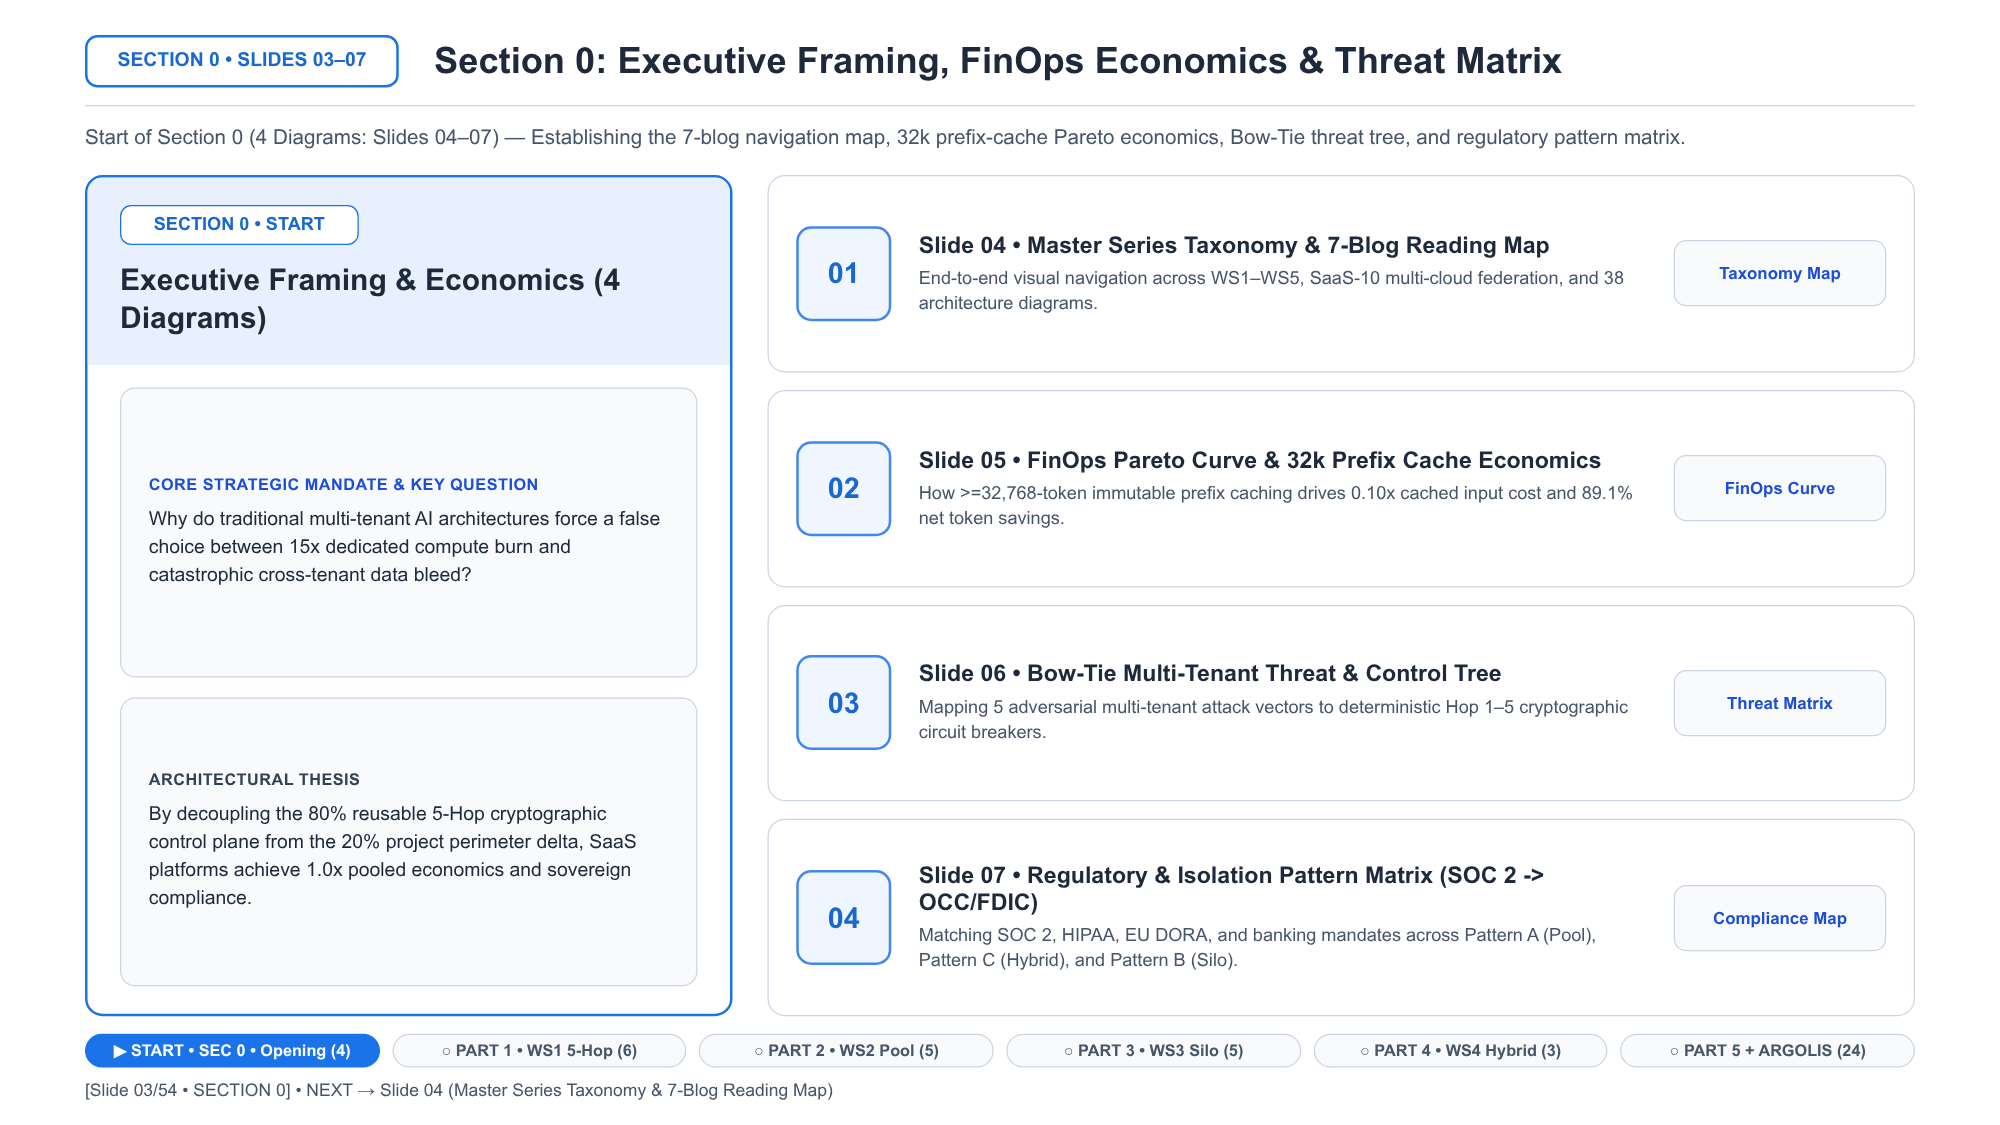 SECTION 0 • SLIDES 03–07
Section 0: Executive Framing, FinOps Economics & Threat Matrix
Start of Section 0 (4 Diagrams: Slides 04–07) — Establishing the 7-blog navigation map, 32k prefix-cache Pareto economics, Bow-Tie threat tree, and regulatory pattern matrix.
SECTION 0 • START
Executive Framing & Economics (4
Diagrams)
CORE STRATEGIC MANDATE & KEY QUESTION
Why do traditional multi-tenant AI architectures force a false
choice between 15x dedicated compute burn and
catastrophic cross-tenant data bleed?
ARCHITECTURAL THESIS
By decoupling the 80% reusable 5-Hop cryptographic
control plane from the 20% project perimeter delta, SaaS
platforms achieve 1.0x pooled economics and sovereign
compliance.
01
Slide 04 • Master Series Taxonomy & 7-Blog Reading Map
End-to-end visual navigation across WS1–WS5, SaaS-10 multi-cloud federation, and 38
architecture diagrams.
Taxonomy Map
02
Slide 05 • FinOps Pareto Curve & 32k Prefix Cache Economics
How >=32,768-token immutable prefix caching drives 0.10x cached input cost and 89.1%
net token savings.
FinOps Curve
03
Slide 06 • Bow-Tie Multi-Tenant Threat & Control Tree
Mapping 5 adversarial multi-tenant attack vectors to deterministic Hop 1–5 cryptographic
circuit breakers.
Threat Matrix
04
Slide 07 • Regulatory & Isolation Pattern Matrix (SOC 2 ->
OCC/FDIC)
Matching SOC 2, HIPAA, EU DORA, and banking mandates across Pattern A (Pool),
Pattern C (Hybrid), and Pattern B (Silo).
Compliance Map
▶ START • SEC 0 • Opening (4)
○ PART 1 • WS1 5-Hop (6)
○ PART 2 • WS2 Pool (5)
○ PART 3 • WS3 Silo (5)
○ PART 4 • WS4 Hybrid (3)
○ PART 5 + ARGOLIS (24)
[Slide 03/54 • SECTION 0] • NEXT → Slide 04 (Master Series Taxonomy & 7-Blog Reading Map)